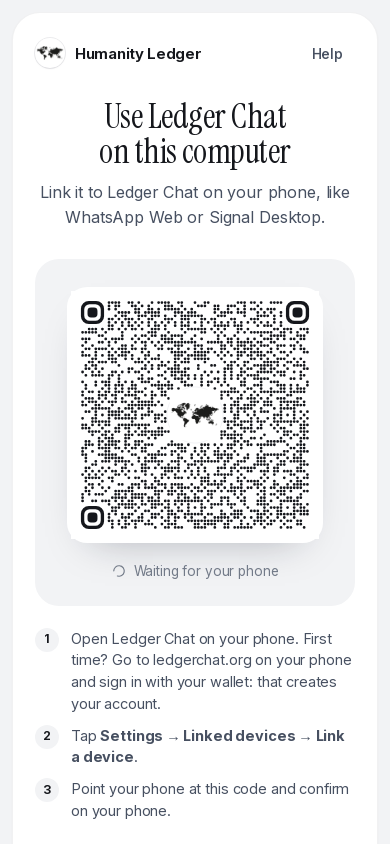 Humanity Ledger
Help
Use Ledger Chat
on this computer
Link it to Ledger Chat on your phone, like
WhatsApp Web or Signal Desktop.
Waiting for your phone
1
Open Ledger Chat on your phone. First
time? Go to ledgerchat.org on your phone
and sign in with your wallet: that creates
your account.
2
Tap Settings → Linked devices → Link
a device.
3
Point your phone at this code and confirm
on your phone.